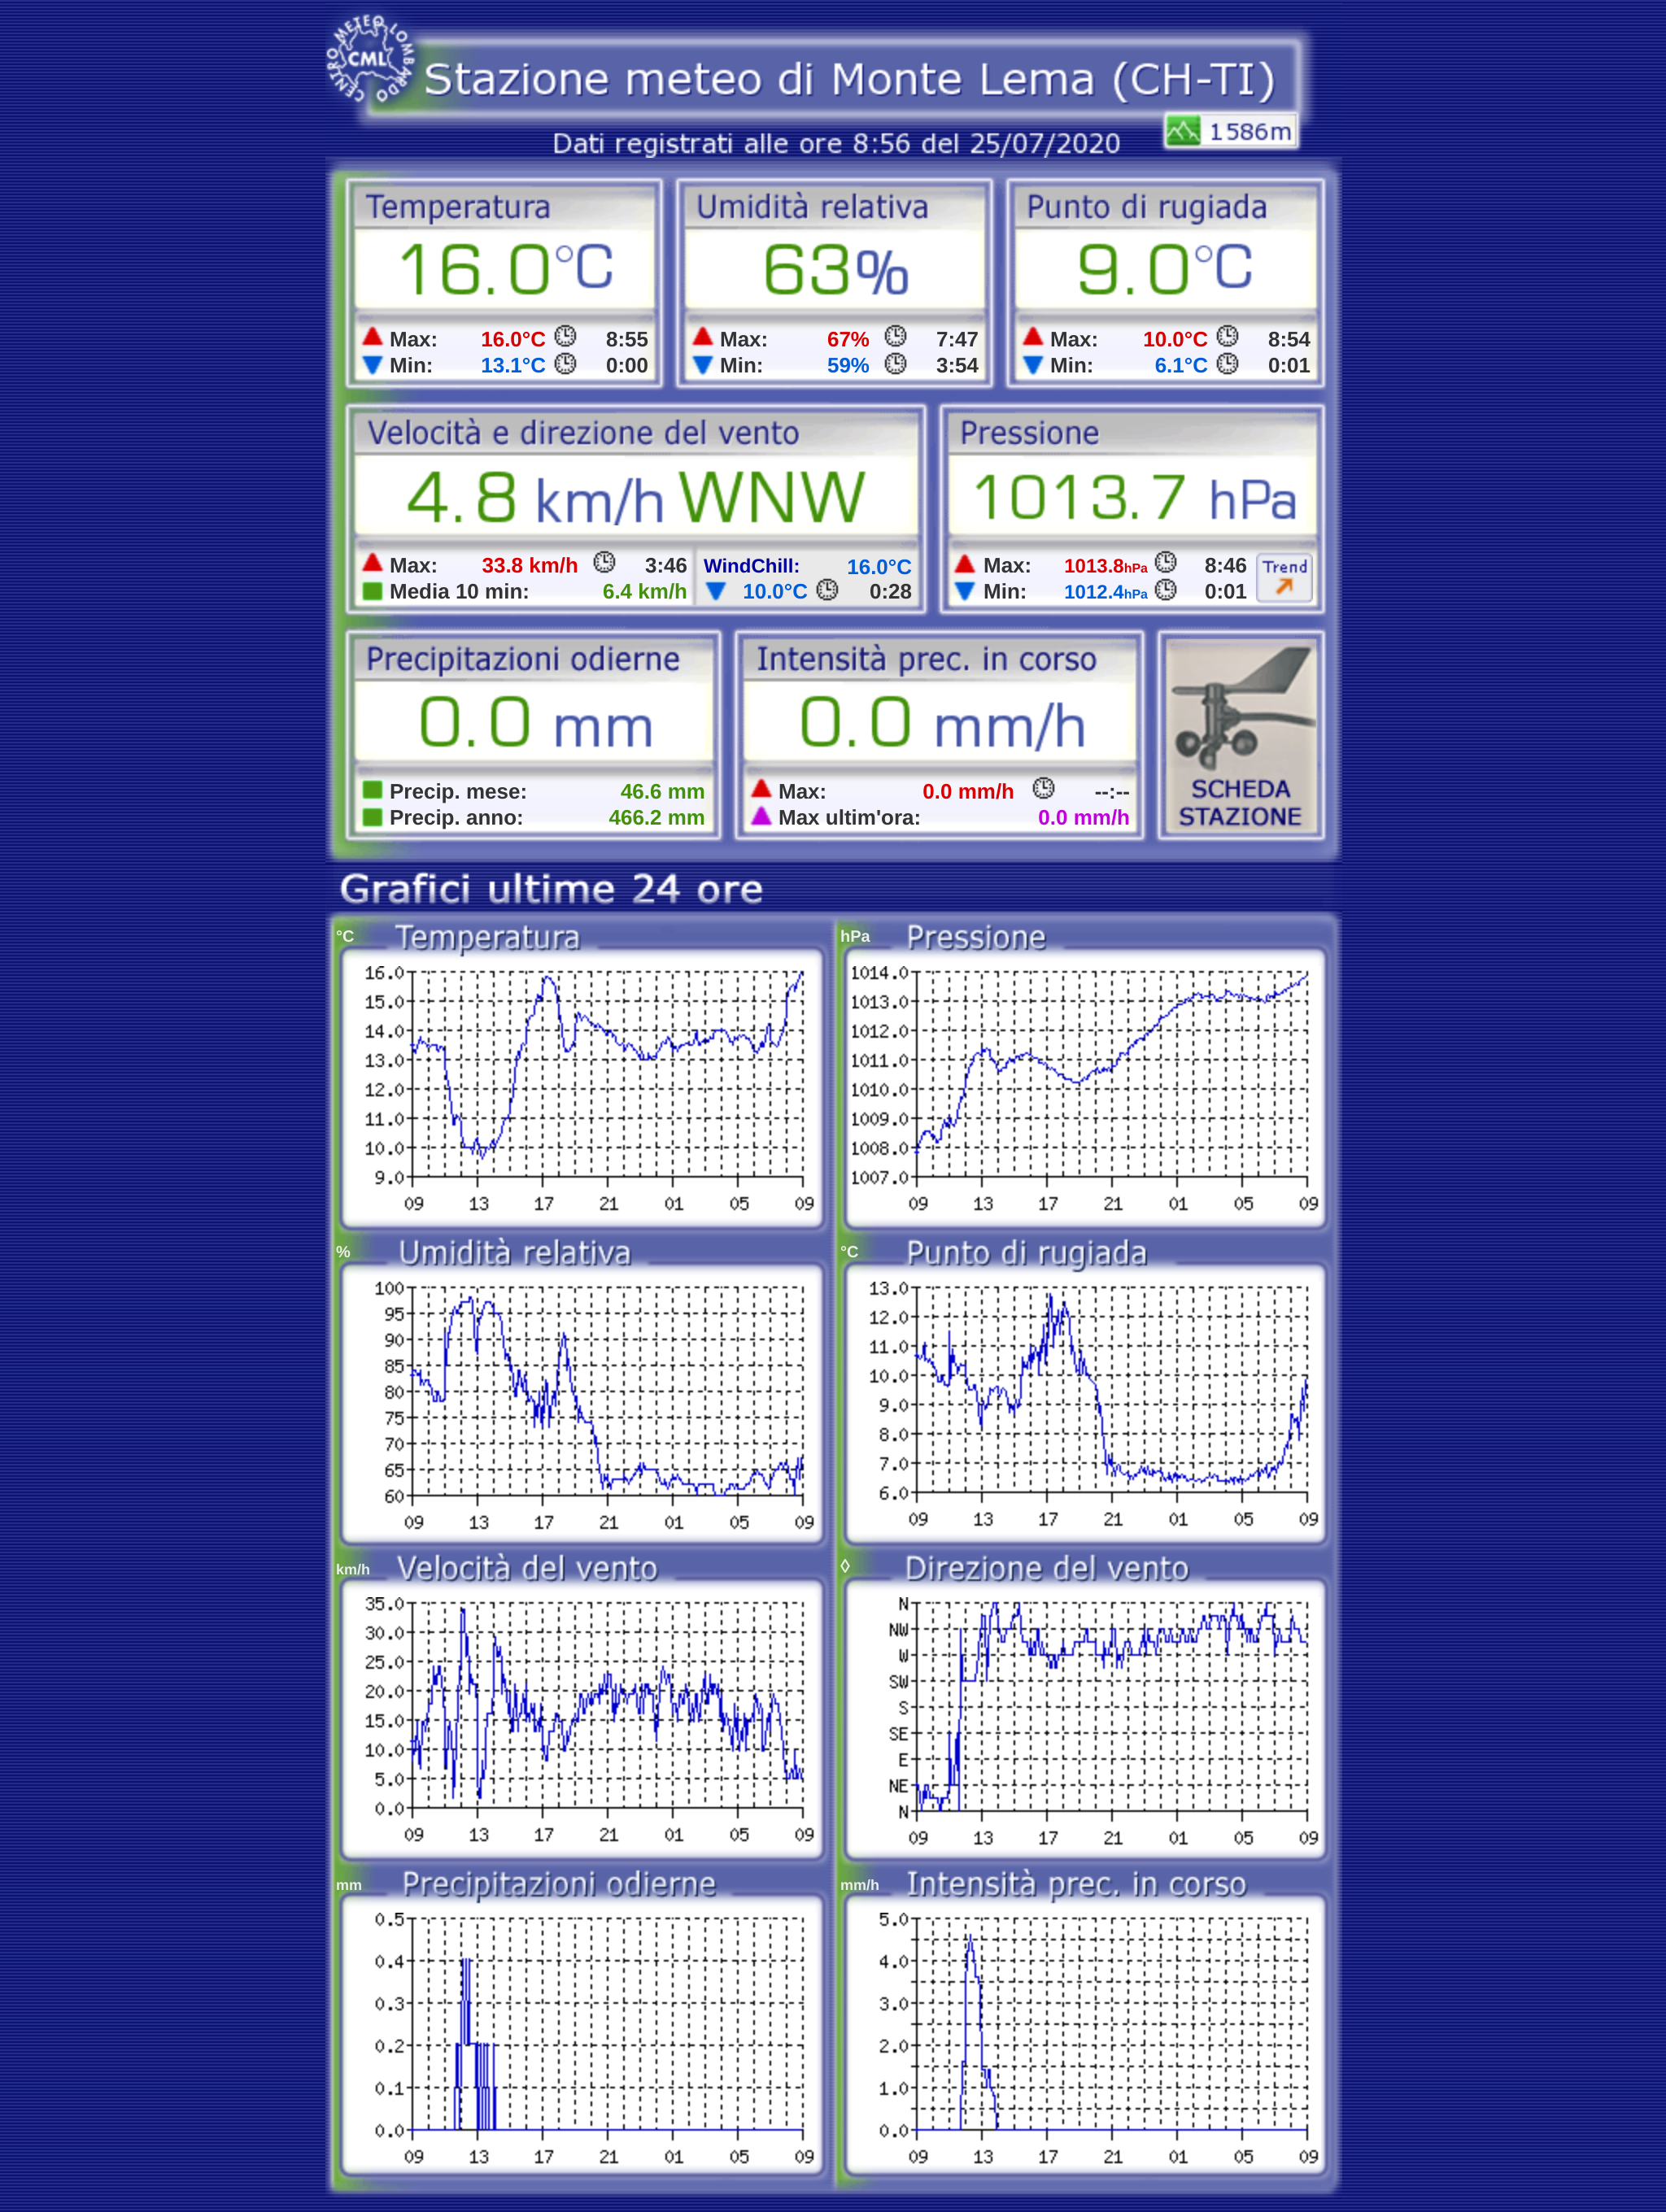 CENTRO METEO LOMBARDO
CML
Stazione meteo di Monte Lema (CH-TI)
1586m
Dati registrati alle ore 8:56 del 25/07/2020
Temperatura
16.0°C
Max: 16.0°C 8:55
Min: 13.1°C 0:00
Umidità relativa
63%
Max: 67% 7:47
Min: 59% 3:54
Punto di rugiada
9.0°C
Max: 10.0°C 8:54
Min: 6.1°C 0:01
Velocità e direzione del vento
4.8 km/h WNW
Max: 33.8 km/h 3:46
Media 10 min: 6.4 km/h
WindChill: 16.0°C
10.0°C 0:28
Pressione
1013.7 hPa
Max: 1013.8hPa 8:46
Min: 1012.4hPa 0:01
Trend
Precipitazioni odierne
0.0 mm
Precip. mese: 46.6 mm
Precip. anno: 466.2 mm
Intensità prec. in corso
0.0 mm/h
Max: 0.0 mm/h --:--
Max ultim'ora: 0.0 mm/h
SCHEDA
STAZIONE
Grafici ultime 24 ore
°C Temperatura
16.0
15.0
14.0
13.0
12.0
11.0
10.0
9.0
09 13 17 21 01 05 09
hPa Pressione
1014.0
1013.0
1012.0
1011.0
1010.0
1009.0
1008.0
1007.0
09 13 17 21 01 05 09
% Umidità relativa
100
95
90
85
80
75
70
65
60
09 13 17 21 01 05 09
°C Punto di rugiada
13.0
12.0
11.0
10.0
9.0
8.0
7.0
6.0
09 13 17 21 01 05 09
km/h Velocità del vento
35.0
30.0
25.0
20.0
15.0
10.0
5.0
0.0
09 13 17 21 01 05 09
◊ Direzione del vento
N
NW
W
SW
S
SE
E
NE
N
09 13 17 21 01 05 09
mm Precipitazioni odierne
0.5
0.4
0.3
0.2
0.1
0.0
09 13 17 21 01 05 09
mm/h Intensità prec. in corso
5.0
4.0
3.0
2.0
1.0
0.0
09 13 17 21 01 05 09